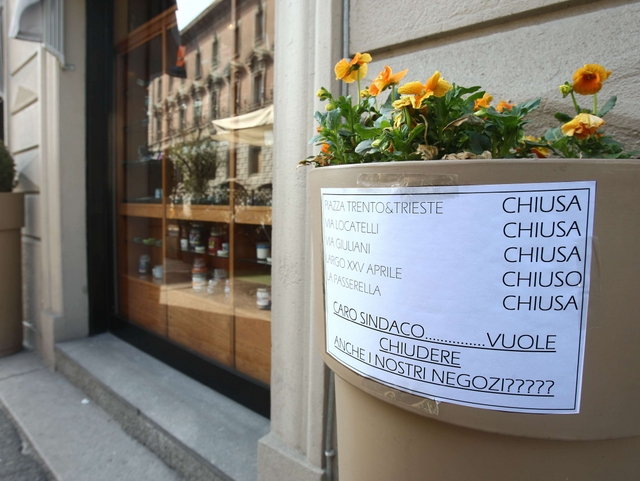 PIAZZA TRENTO&TRIESTE CHIUSA
VIA LOCATELLI CHIUSA
VIA GIULIANI CHIUSA
LARGO XXV APRILE CHIUSO
LA PASSERELLA CHIUSA
CARO SINDACO.............VUOLE
CHIUDERE
ANCHE I NOSTRI NEGOZI?????